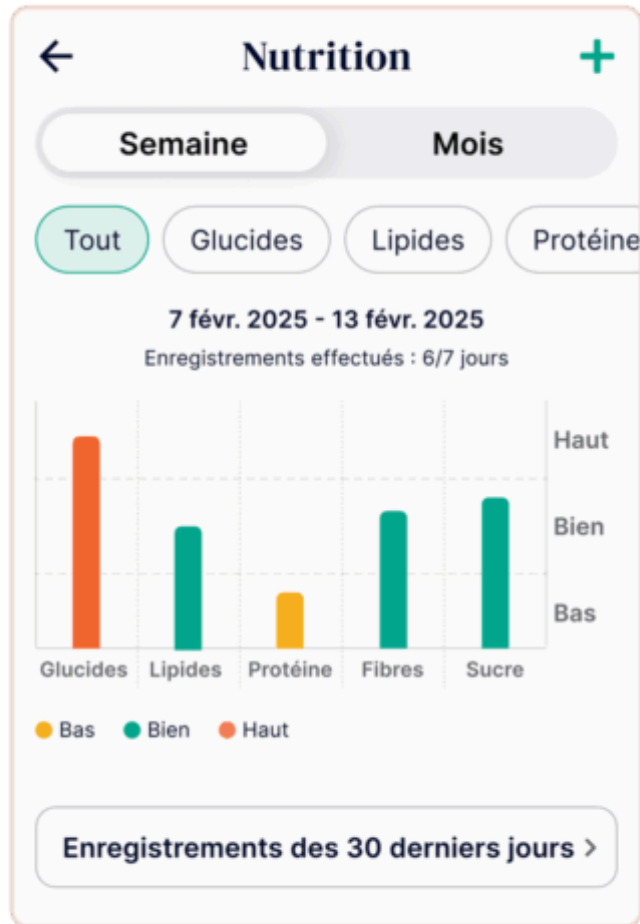 Nutrition
Semaine Mois
Tout Glucides Lipides Protéine
7 févr. 2025 - 13 févr. 2025
Enregistrements effectués : 6/7 jours
Haut
Bien
Bas
Glucides Lipides Protéine Fibres Sucre
Bas Bien Haut
Enregistrements des 30 derniers jours